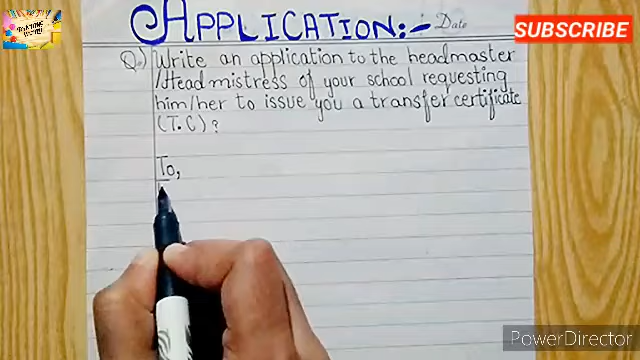 APPLICATION:-
Date
SUBSCRIBE
Q.) Write an application to the headmaster
/Headmistress of your school requesting
him/her to issue you a transfer certificate
(T.C)?
To,
PowerDirector